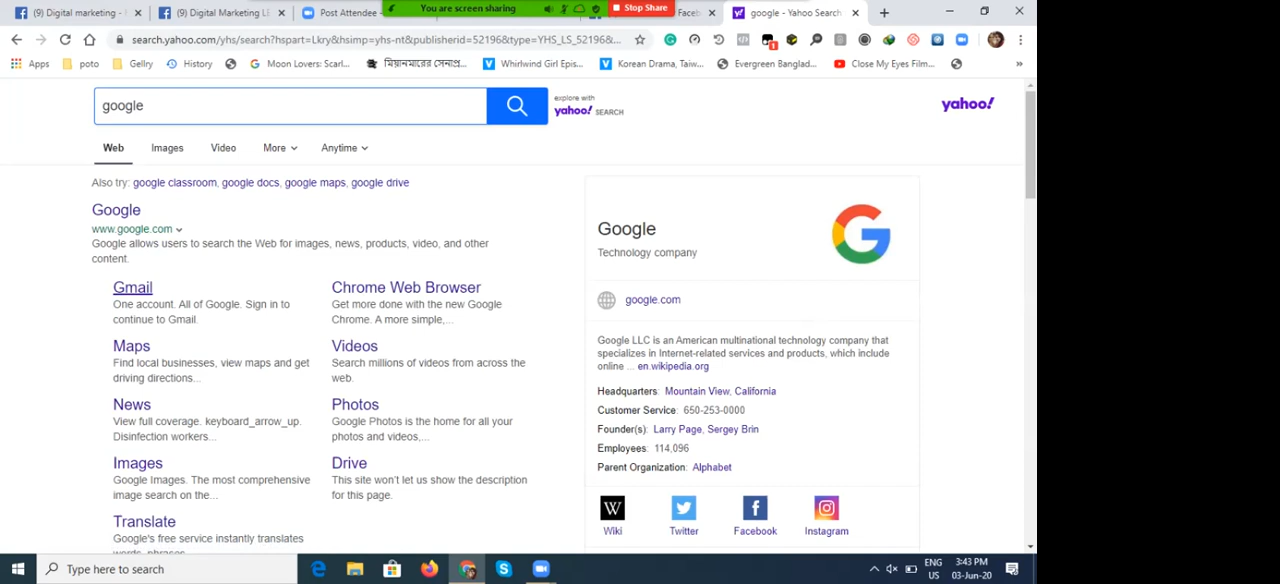 (9) Digital marketing - F
(9) Digital Marketing LE
Post Attendee -
You are screen sharing
Stop Share
Faceb
google - Yahoo Search
search.yahoo.com/yhs/search?hspart=Lkry&hsimp=yhs-nt&publisherid=52196&type=YHS_LS_52196&...
1
Apps
poto
Gellry
History
Moon Lovers: Scarl...
মিয়ানমারের সেনাপ্র...
Whirlwind Girl Epis...
Korean Drama, Taiw...
Evergreen Banglad...
Close My Eyes Film...
»
google
explore with
yahoo! SEARCH
yahoo!
Web
Images
Video
More
Anytime
Also try: google classroom, google docs, google maps, google drive
Google
www.google.com
Google allows users to search the Web for images, news, products, video, and other
content.
Gmail
One account. All of Google. Sign in to
continue to Gmail.
Chrome Web Browser
Get more done with the new Google
Chrome. A more simple,...
Maps
Find local businesses, view maps and get
driving directions...
Videos
Search millions of videos from across the
web.
News
View full coverage. keyboard_arrow_up.
Disinfection workers...
Photos
Google Photos is the home for all your
photos and videos,...
Images
Google Images. The most comprehensive
image search on the...
Drive
This site won't let us show the description
for this page.
Translate
Google's free service instantly translates
words, phrases
Google
Technology company
google.com
Google LLC is an American multinational technology company that
specializes in Internet-related services and products, which include
online ... en.wikipedia.org
Headquarters: Mountain View, California
Customer Service: 650-253-0000
Founder(s): Larry Page, Sergey Brin
Employees: 114,096
Parent Organization: Alphabet
W
Wiki
Twitter
Facebook
Instagram
Type here to search
ENG
US
3:43 PM
03-Jun-20